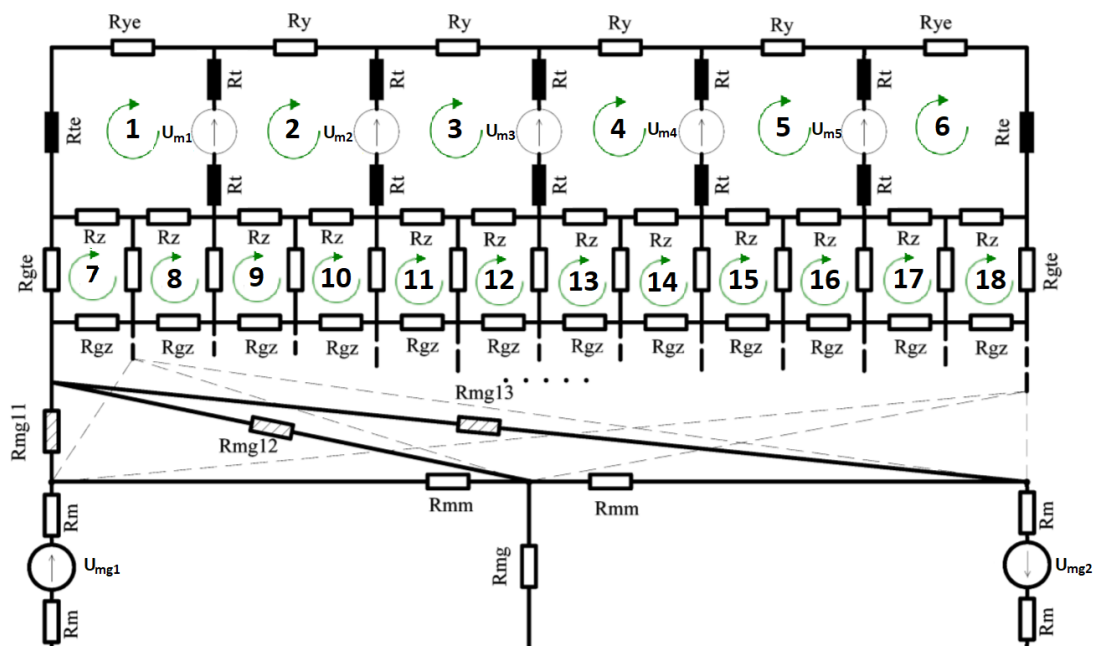 Rye Ry Ry Ry Ry Rye
Rt Rt Rt Rt Rt
Rte 1 Um1 2 Um2 3 Um3 4 Um4 5 Um5 6 Rte
Rt Rt Rt Rt Rt
Rz Rz Rz Rz Rz Rz Rz Rz Rz Rz Rz Rz
Rgte 7 8 9 10 11 12 13 14 15 16 17 18 Rgte
Rgz Rgz Rgz Rgz Rgz Rgz Rgz Rgz Rgz Rgz Rgz Rgz
. . . . .
Rmg13
Rmg11 Rmg12
Rmm Rmm
Rm Rm
Umg1 Rmg Umg2
Rm Rm